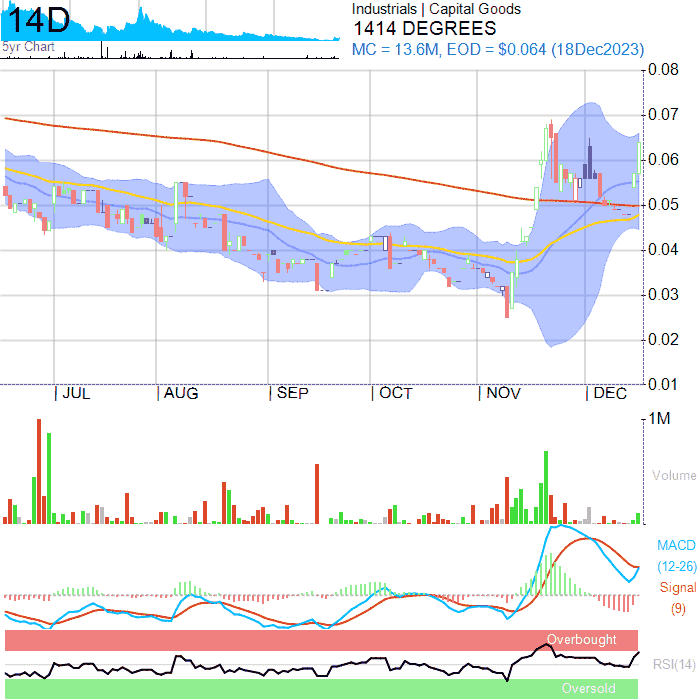 14D
5yr Chart
Industrials | Capital Goods
1414 DEGREES
MC = 13.6M, EOD = $0.064 (18Dec2023)
0.08
0.07
0.06
0.05
0.04
0.03
0.02
0.01
JUL AUG SEP OCT NOV DEC
1M
Volume
MACD
(12-26)
Signal
(9)
Overbought
RSI(14)
Oversold